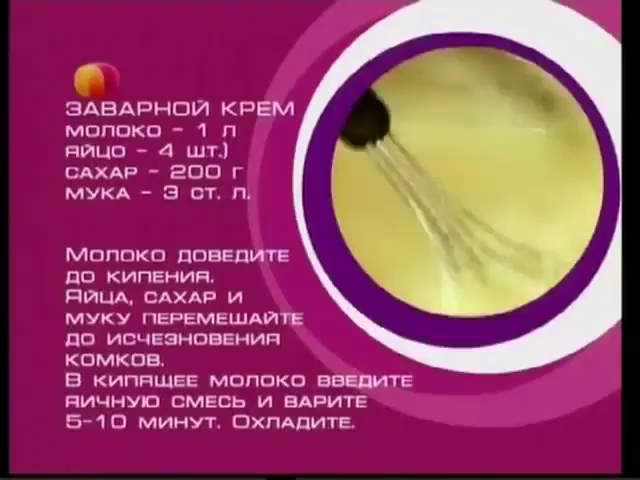 ЗАВАРНОЙ КРЕМ
МОЛОКО - 1 Л
ЯЙЦО - 4 ШТ.)
САХАР - 200 Г
МУКА - 3 СТ. Л.
МОЛОКО ДОВЕДИТЕ
ДО КИПЕНИЯ.
ЯЙЦА, САХАР И
МУКУ ПЕРЕМЕШАЙТЕ
ДО ИСЧЕЗНОВЕНИЯ
КОМКОВ.
В КИПЯЩЕЕ МОЛОКО ВВЕДИТЕ
ЯИЧНУЮ СМЕСЬ И ВАРИТЕ
5-10 МИНУТ. ОХЛАДИТЕ.